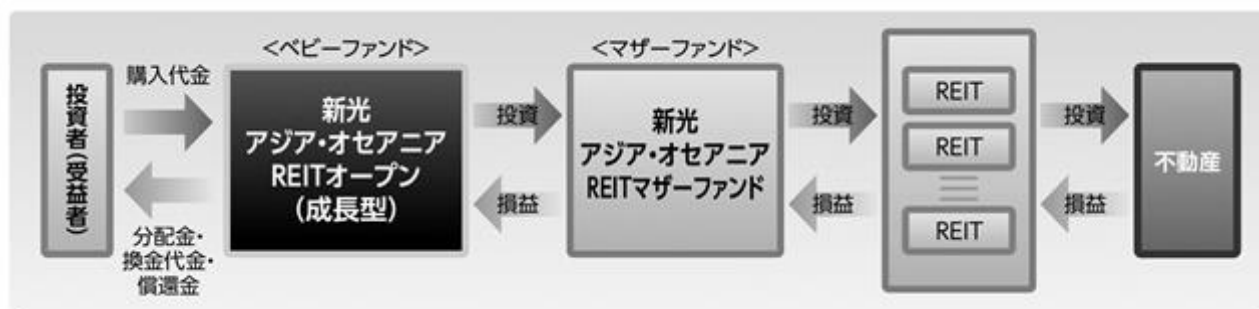 <ベビーファンド>
<マザーファンド>
投資者(受益者)
購入代金
分配金・
換金代金・
償還金
新光
アジア・オセアニア
REITオープン
(成長型)
投資
損益
新光
アジア・オセアニア
REITマザーファンド
投資
損益
REIT
REIT
REIT
投資
損益
不動産